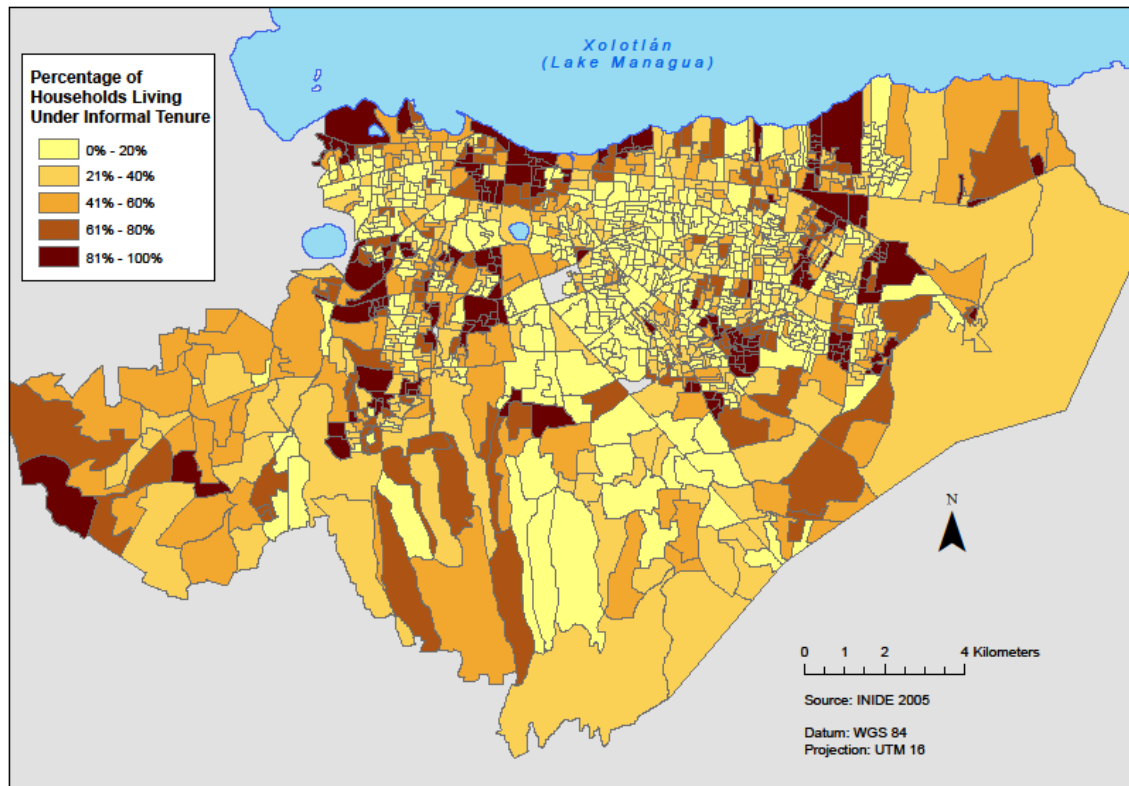 Xolotlán
(Lake Managua)
Percentage of
Households Living
Under Informal Tenure
0% - 20%
21% - 40%
41% - 60%
61% - 80%
81% - 100%
N
0 1 2 4 Kilometers
Source: INIDE 2005
Datum: WGS 84
Projection: UTM 16